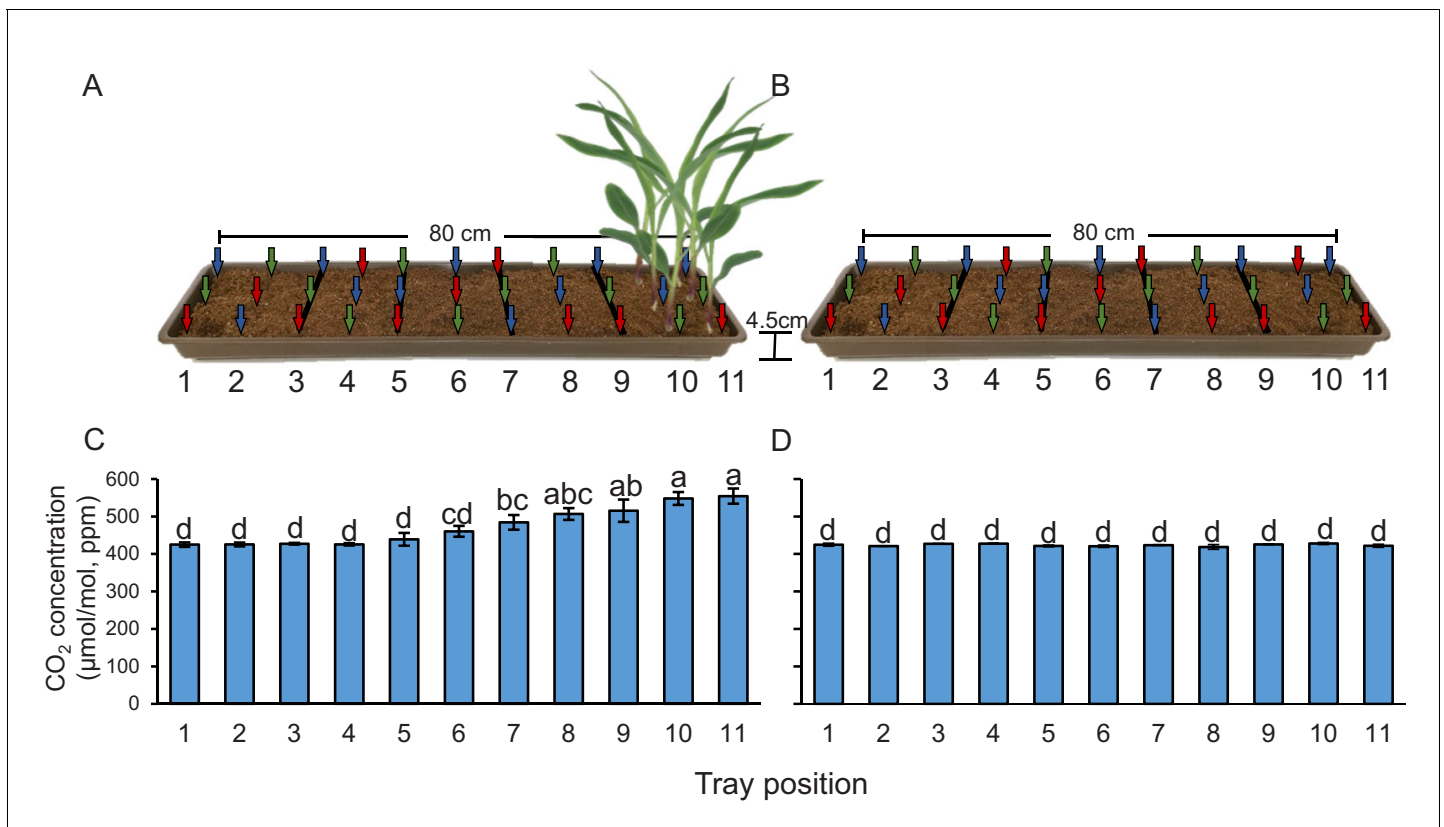 A
B
80 cm
80 cm
4.5cm
1 2 3 4 5 6 7 8 9 10 11
1 2 3 4 5 6 7 8 9 10 11
C
D
CO₂ concentration
(µmol/mol, ppm)
600
500
400
300
200
100
0
d d d d d cd bc abc ab a a
d d d d d d d d d d d
1 2 3 4 5 6 7 8 9 10 11
1 2 3 4 5 6 7 8 9 10 11
Tray position